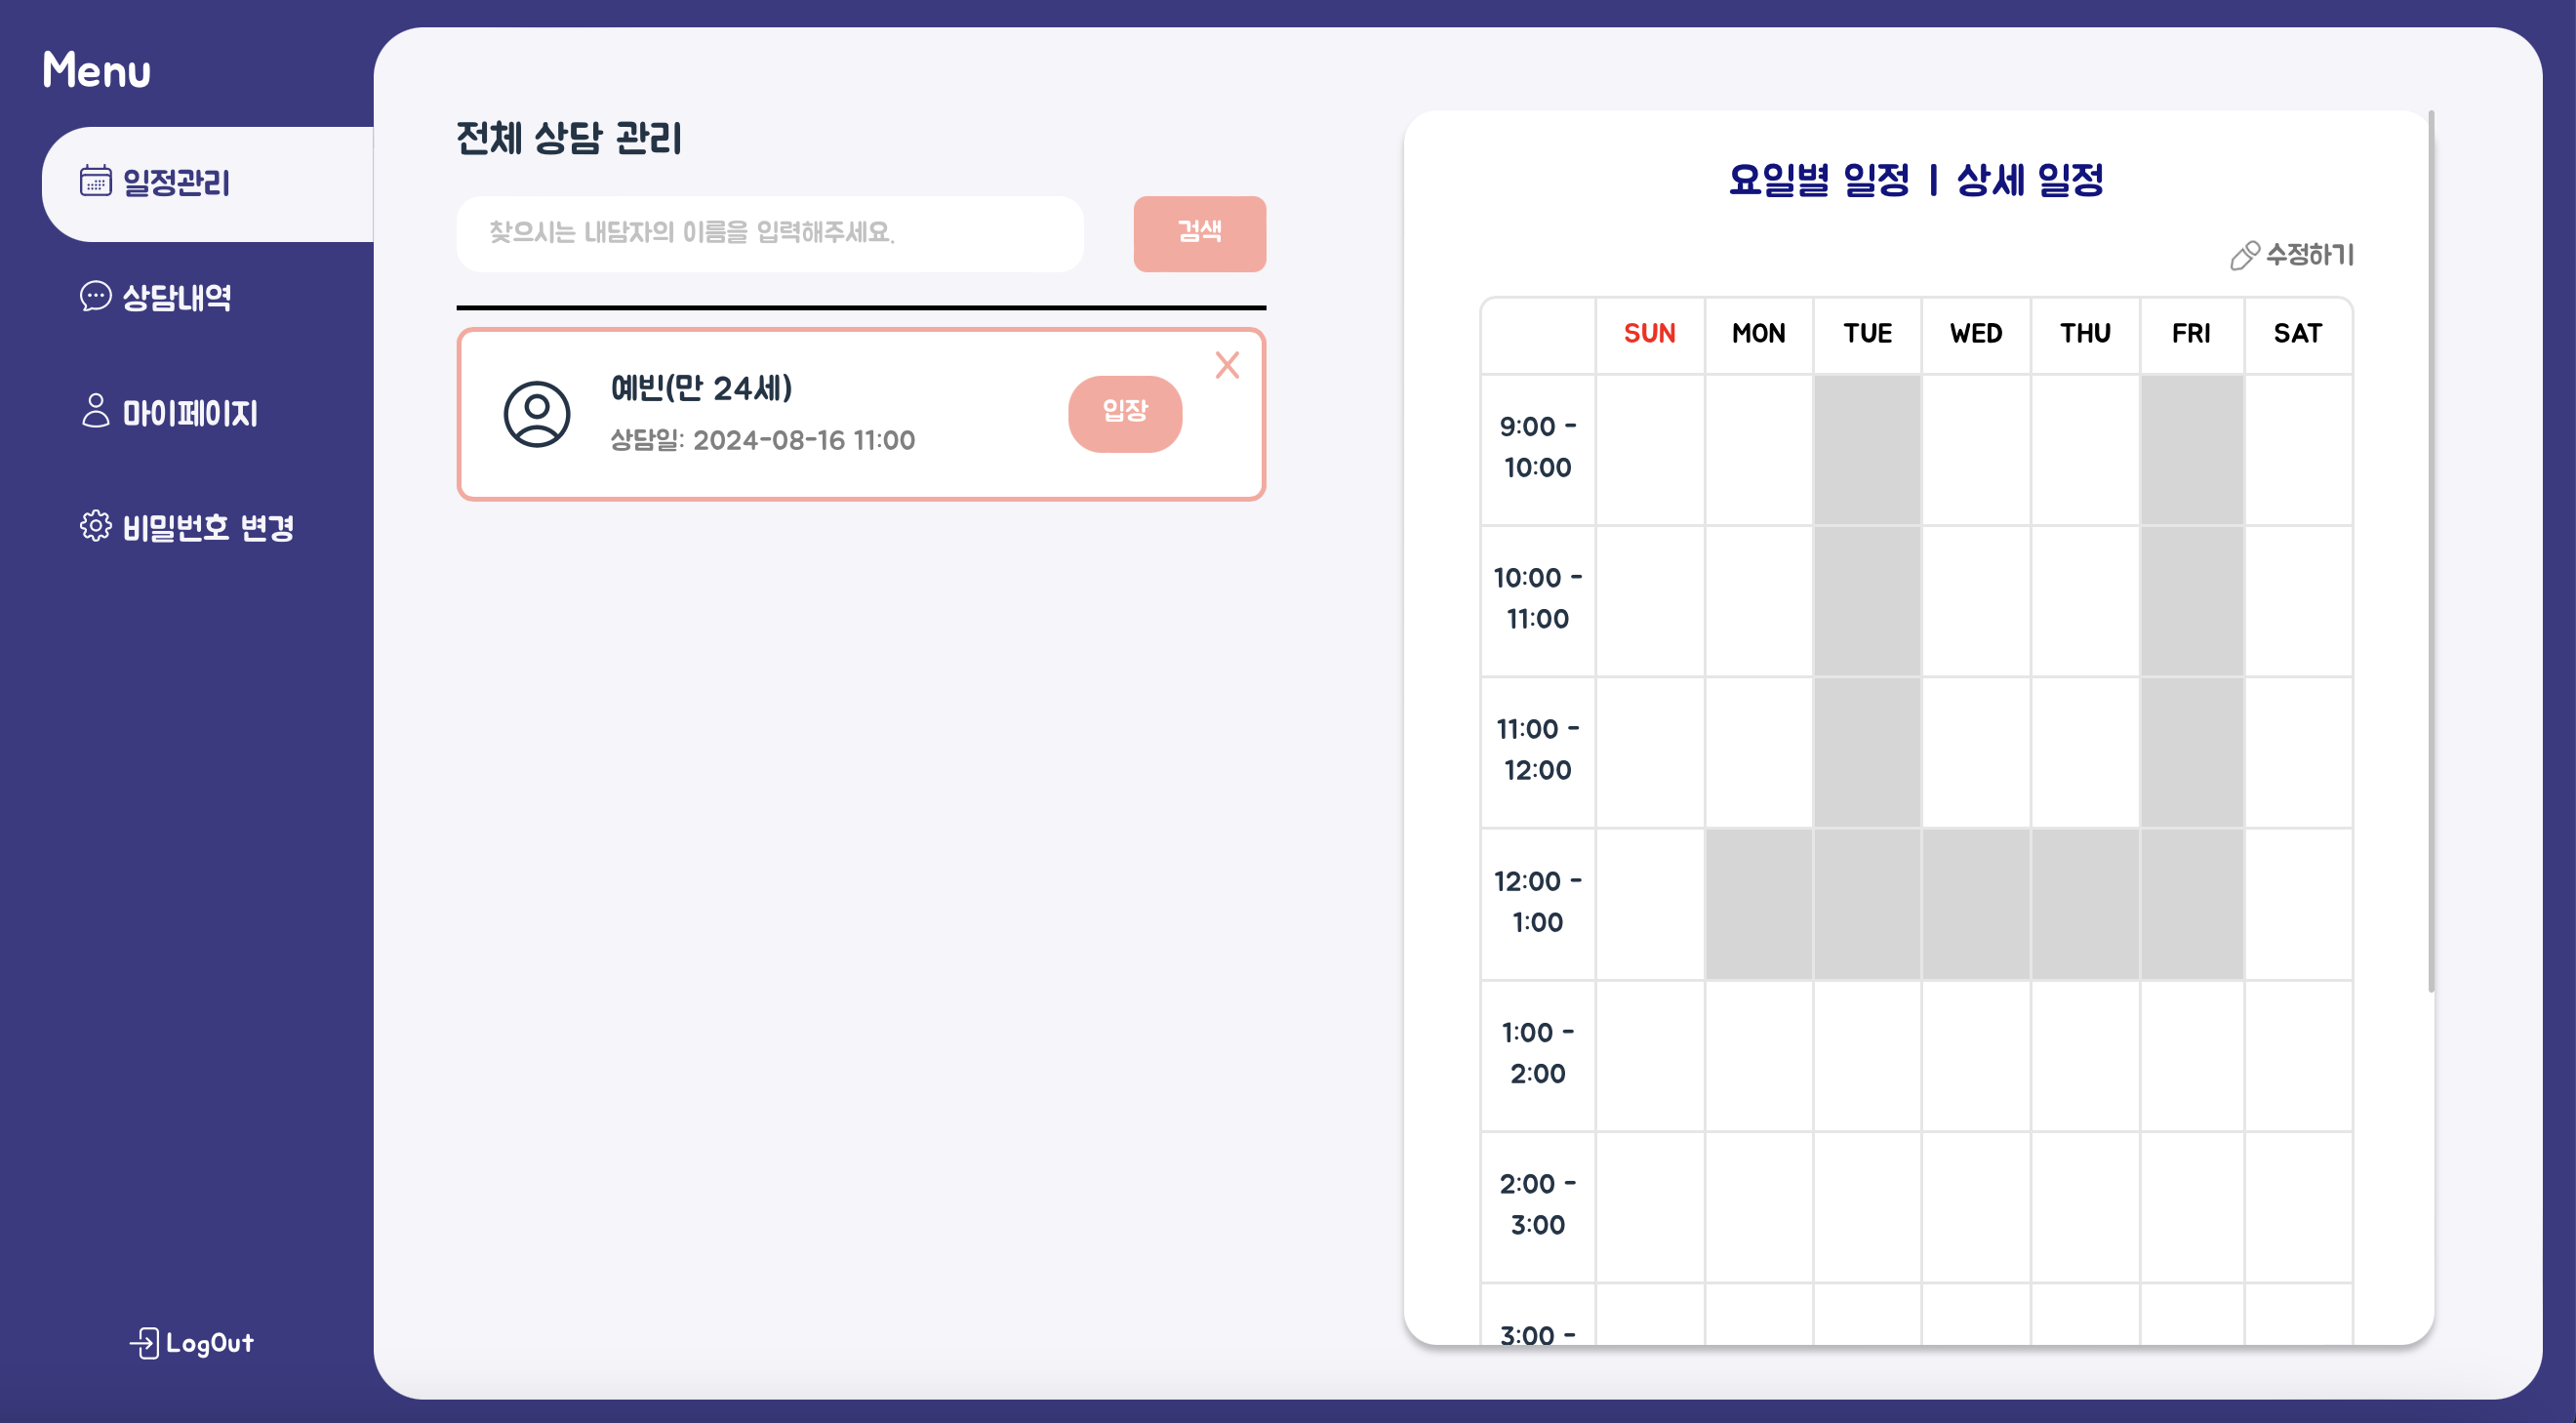 Menu
일정관리
상담내역
마이페이지
비밀번호 변경
LogOut
전체 상담 관리
찾으시는 내담자의 이름을 입력해주세요.
검색
예빈(만 24세)
상담일: 2024-08-16 11:00
입장
X
요일별 일정 | 상세 일정
수정하기
SUN MON TUE WED THU FRI SAT
9:00 -
10:00
10:00 -
11:00
11:00 -
12:00
12:00 -
1:00
1:00 -
2:00
2:00 -
3:00
3:00 -